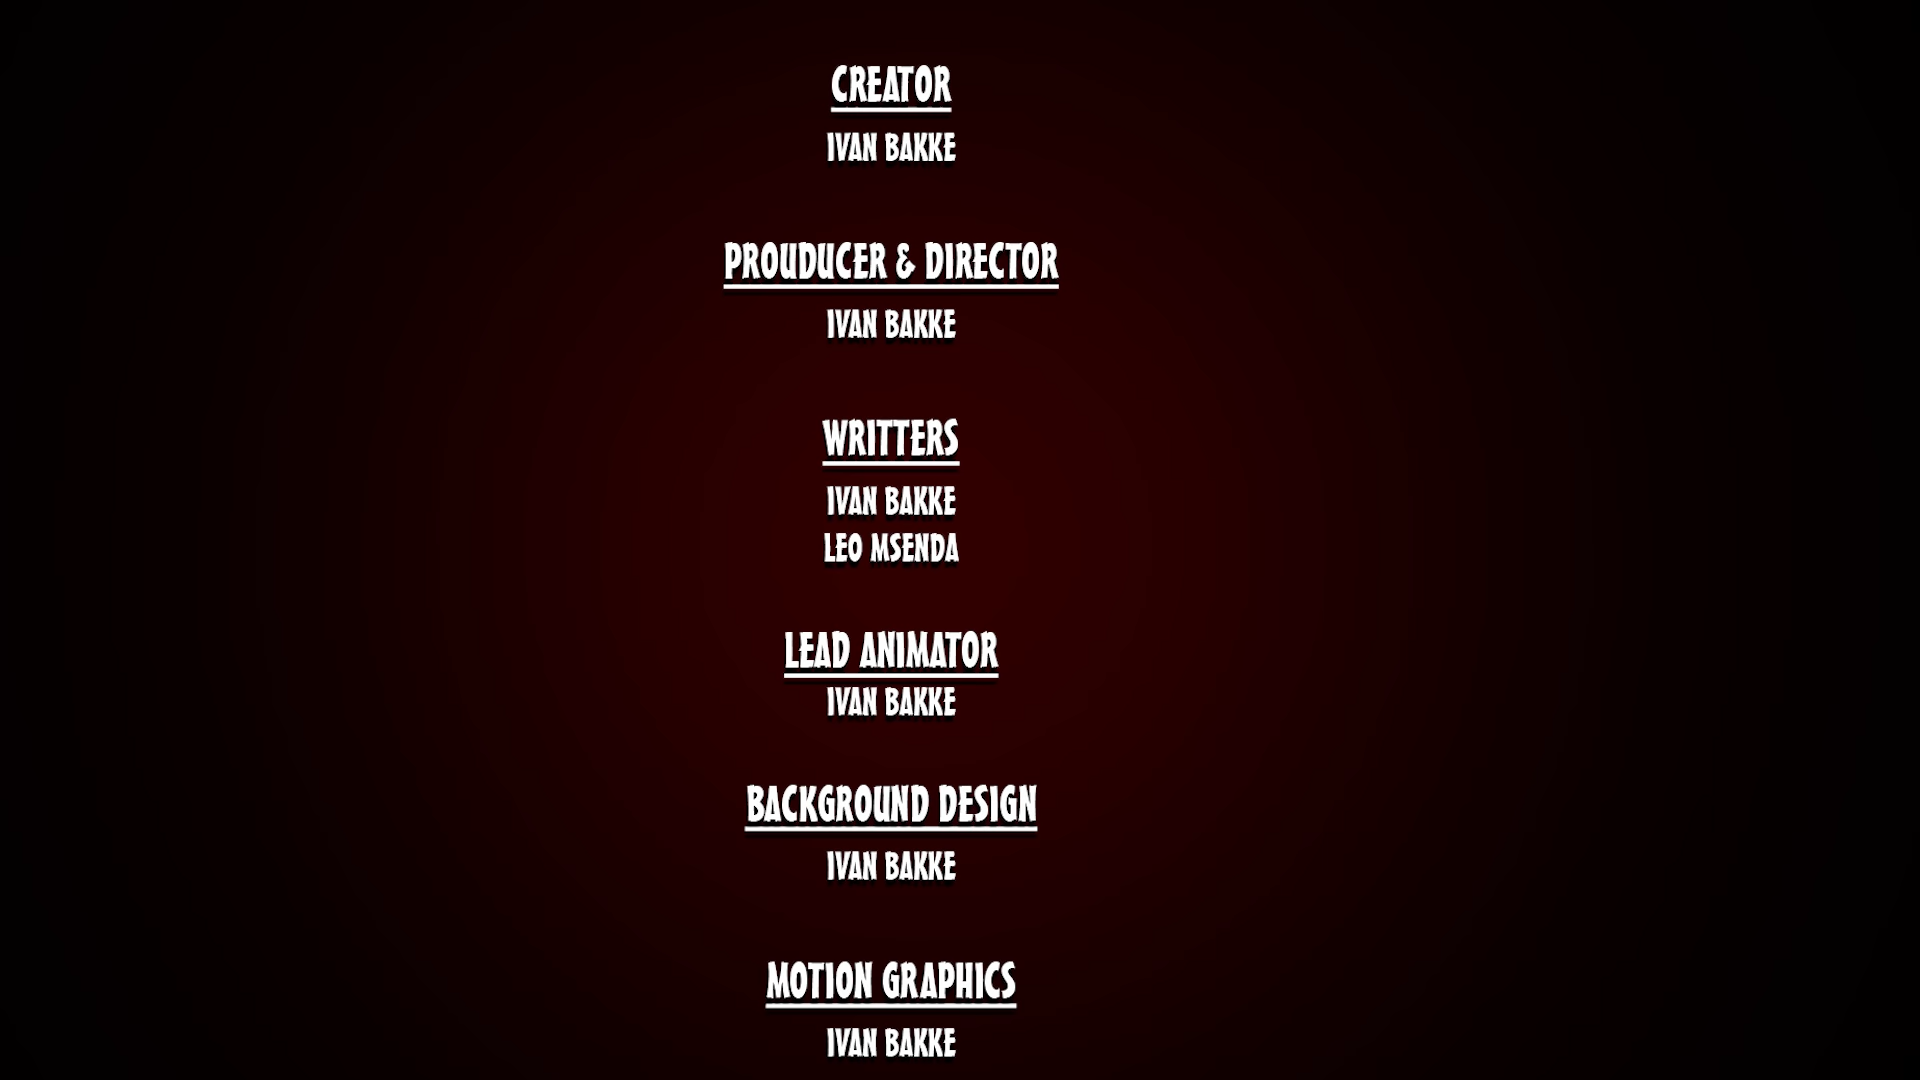 CREATOR
IVAN BAKKE
PROUDUCER & DIRECTOR
IVAN BAKKE
WRITTERS
IVAN BAKKE
LEO MSENDA
LEAD ANIMATOR
IVAN BAKKE
BACKGROUND DESIGN
IVAN BAKKE
MOTION GRAPHICS
IVAN BAKKE